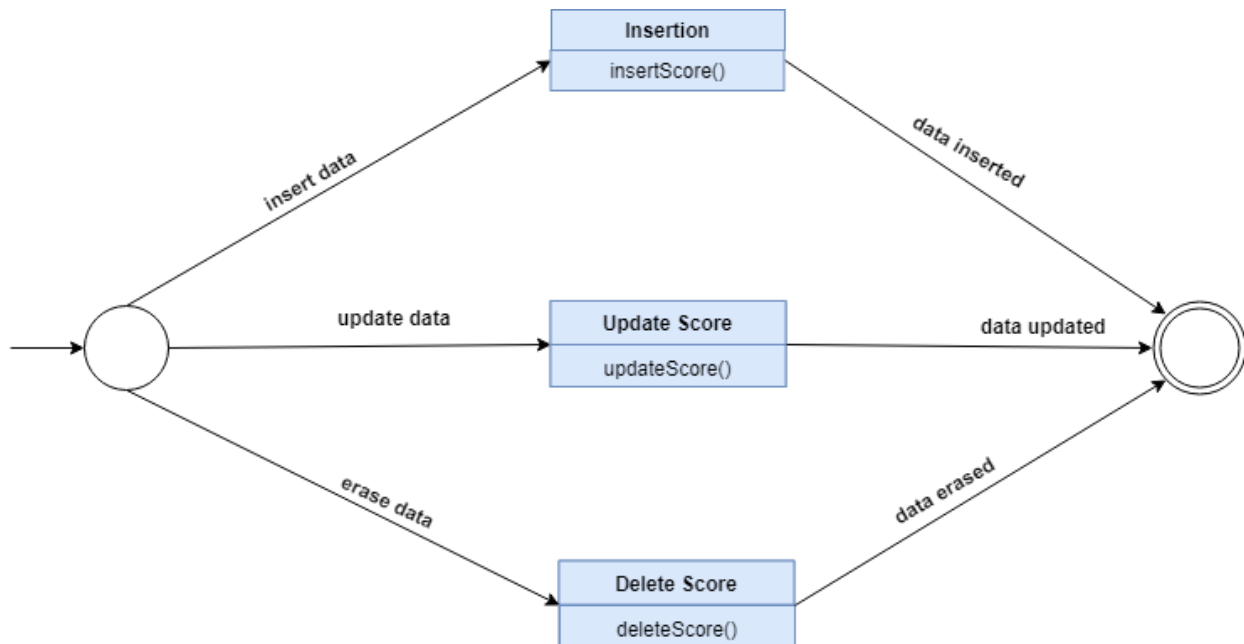 Insertion
insertScore()
insert data
data inserted
update data
Update Score
updateScore()
data updated
erase data
data erased
Delete Score
deleteScore()